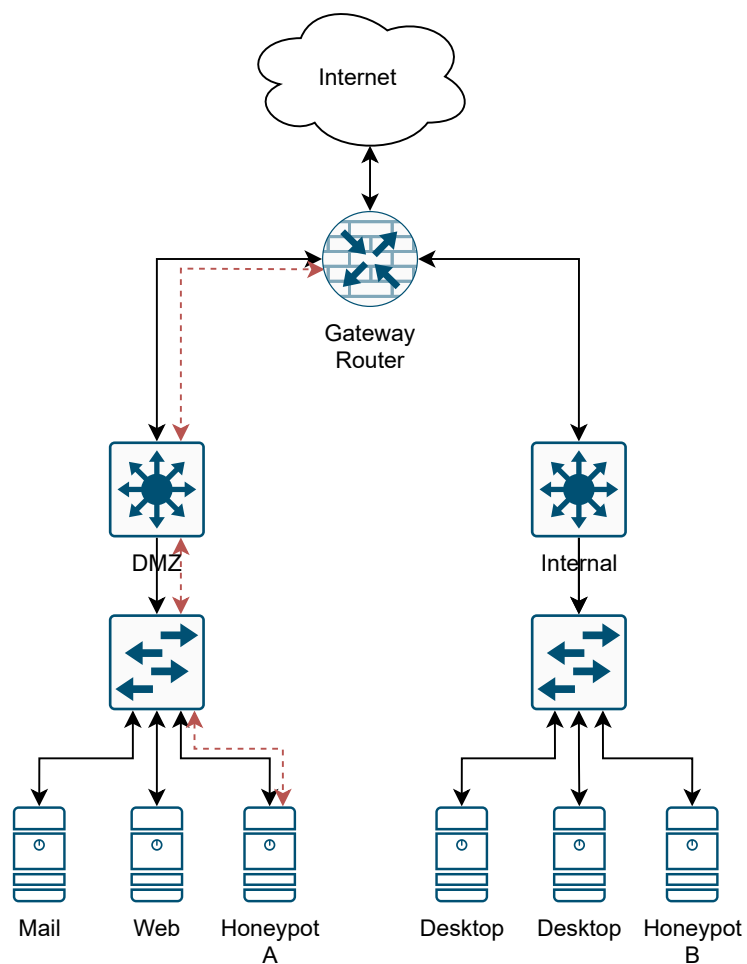 Internet
Gateway
Router
DMZ
Internal
Mail
Web
Honeypot
A
Desktop
Desktop
Honeypot
B